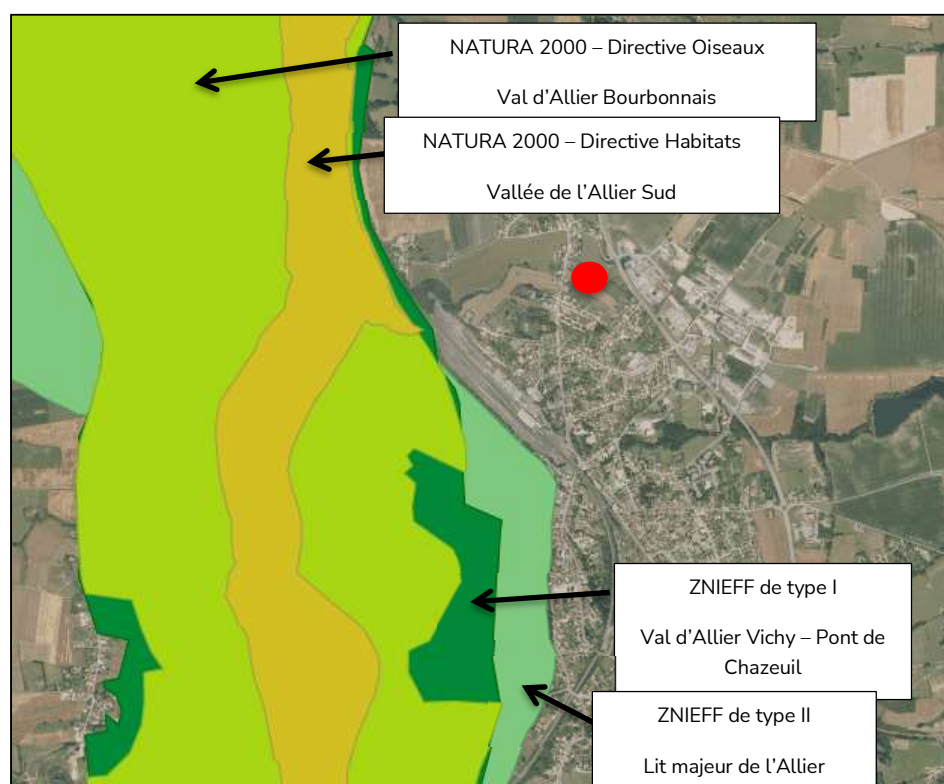 NATURA 2000 – Directive Oiseaux
Val d'Allier Bourbonnais
NATURA 2000 – Directive Habitats
Vallée de l'Allier Sud
ZNIEFF de type I
Val d'Allier Vichy – Pont de
Chazeuil
ZNIEFF de type II
Lit majeur de l'Allier